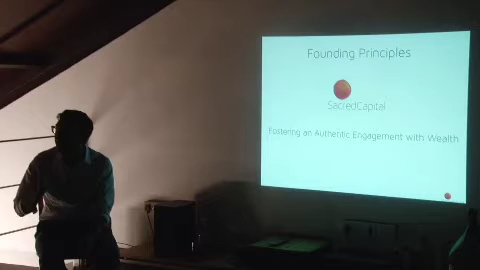 Founding Principles
SacredCapital
Fostering an Authentic Engagement with Wealth